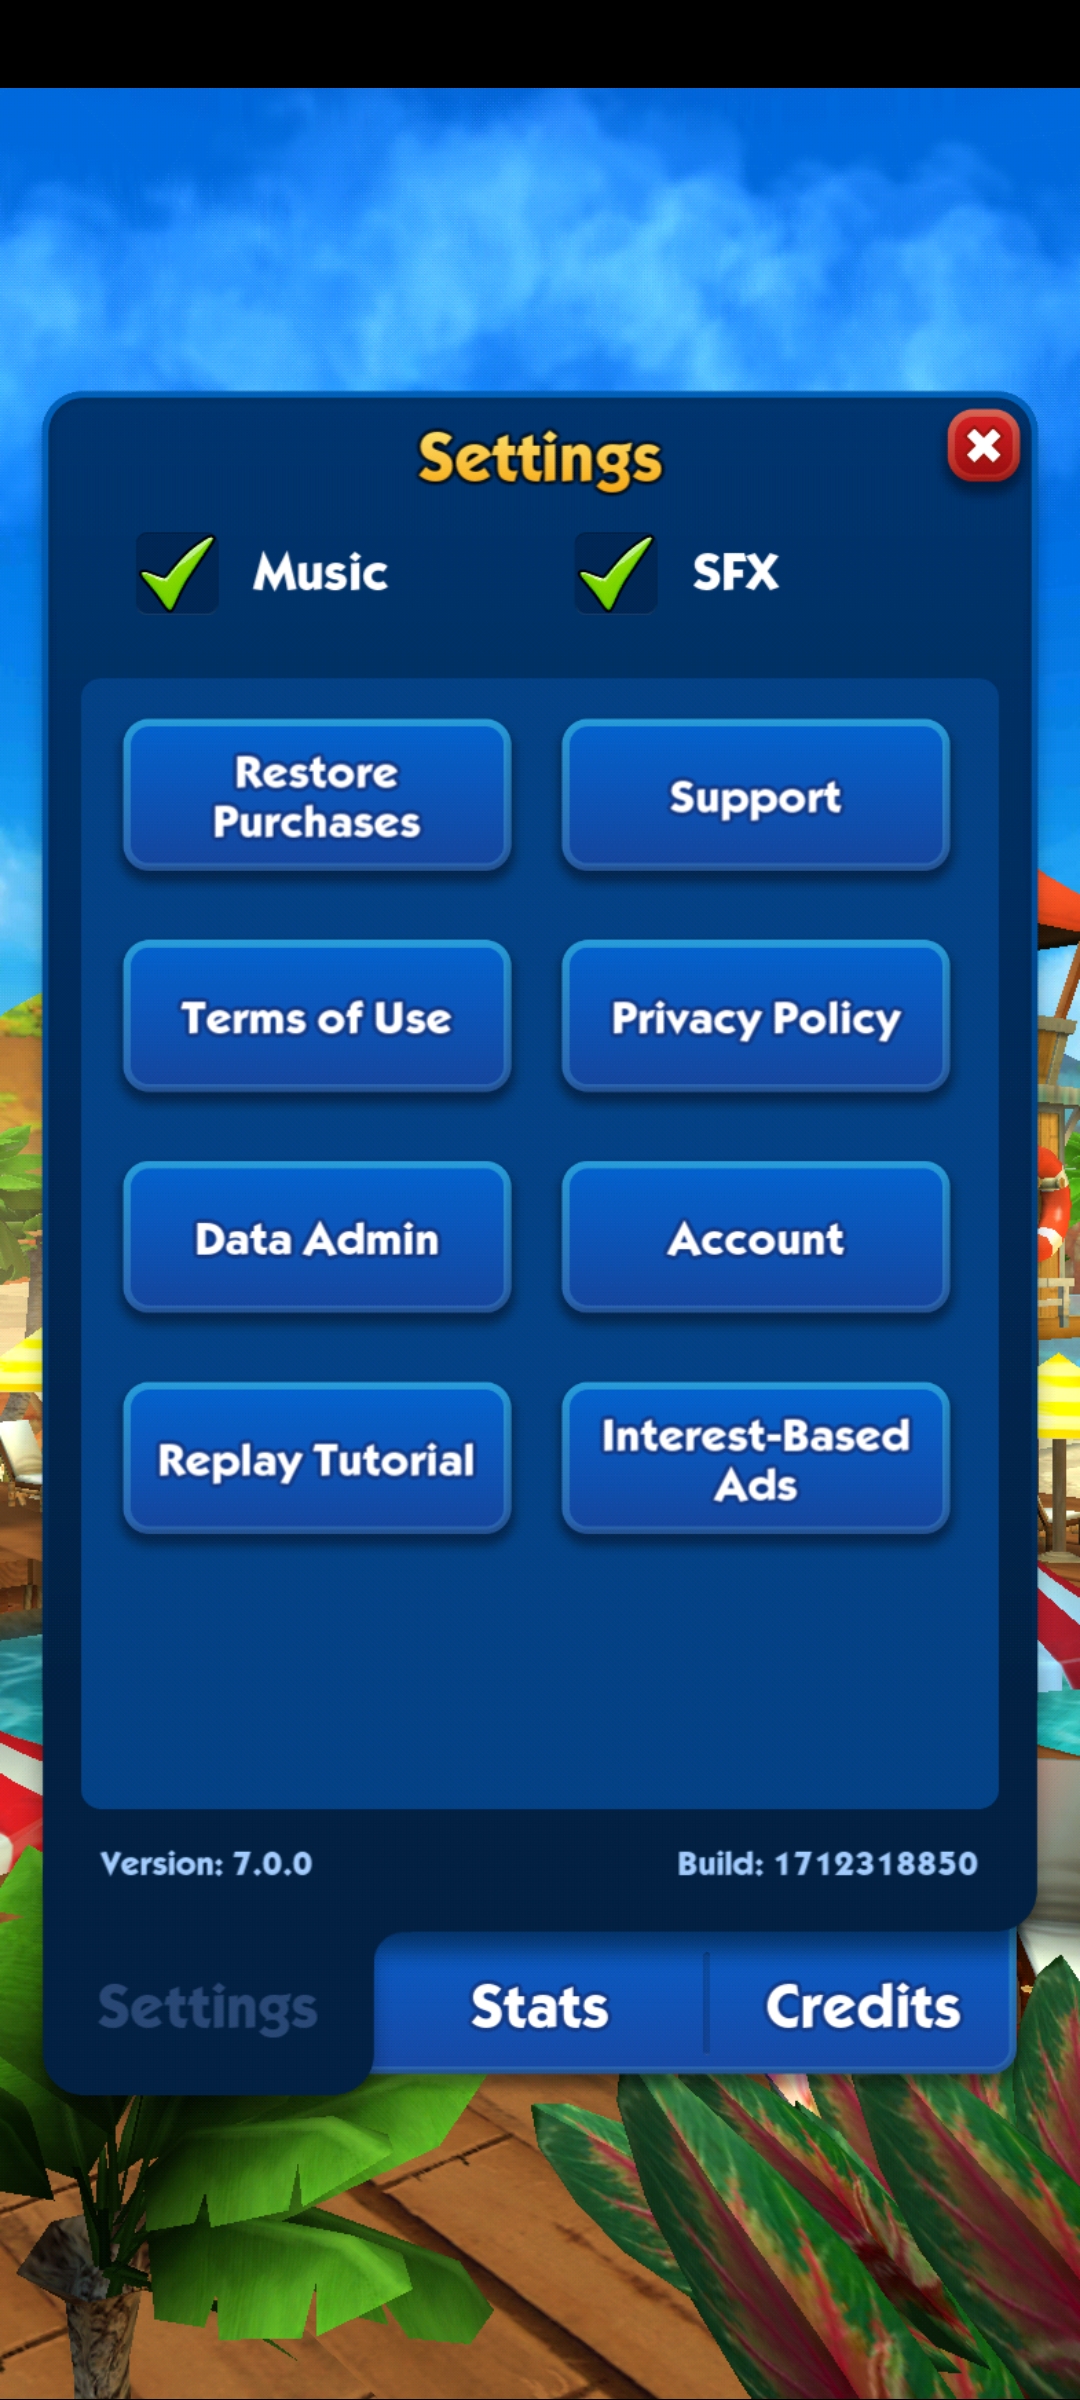 Settings
Music
SFX
Restore
Purchases
Support
Terms of Use
Privacy Policy
Data Admin
Account
Replay Tutorial
Interest-Based
Ads
Version: 7.0.0
Build: 1712318850
Settings
Stats
Credits